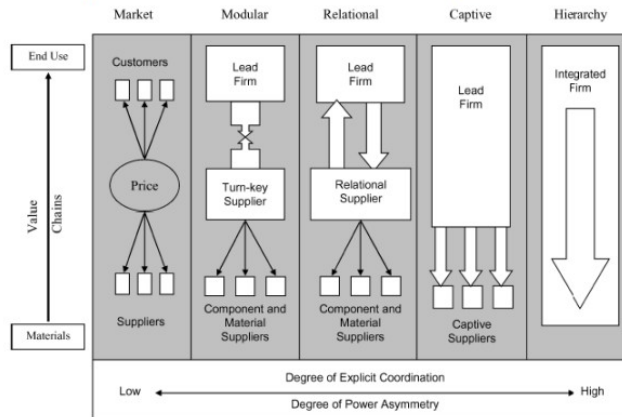 Market Modular Relational Captive Hierarchy
End Use
Value
Chains
Materials
Customers
Price
Suppliers
Lead
Firm
Turn-key
Supplier
Component and
Material
Suppliers
Lead
Firm
Relational
Supplier
Component and
Material
Suppliers
Lead
Firm
Captive
Suppliers
Integrated
Firm
Degree of Explicit Coordination
Low High
Degree of Power Asymmetry